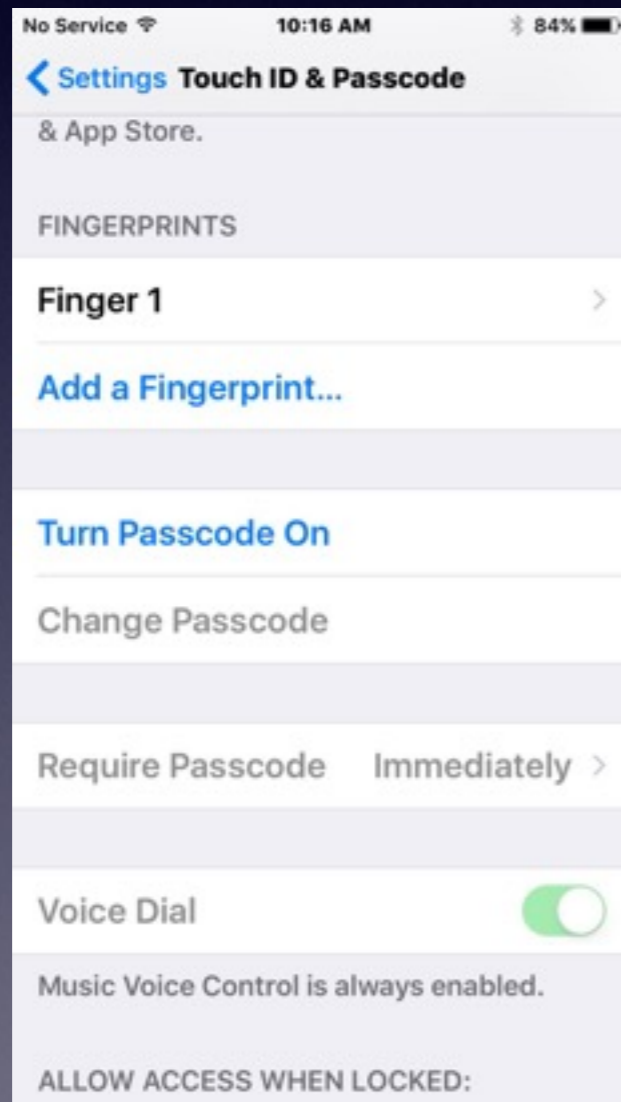 No Service 10:16 AM 84%
Settings Touch ID & Passcode
& App Store.
FINGERPRINTS
Finger 1
Add a Fingerprint...
Turn Passcode On
Change Passcode
Require Passcode Immediately
Voice Dial
Music Voice Control is always enabled.
ALLOW ACCESS WHEN LOCKED: